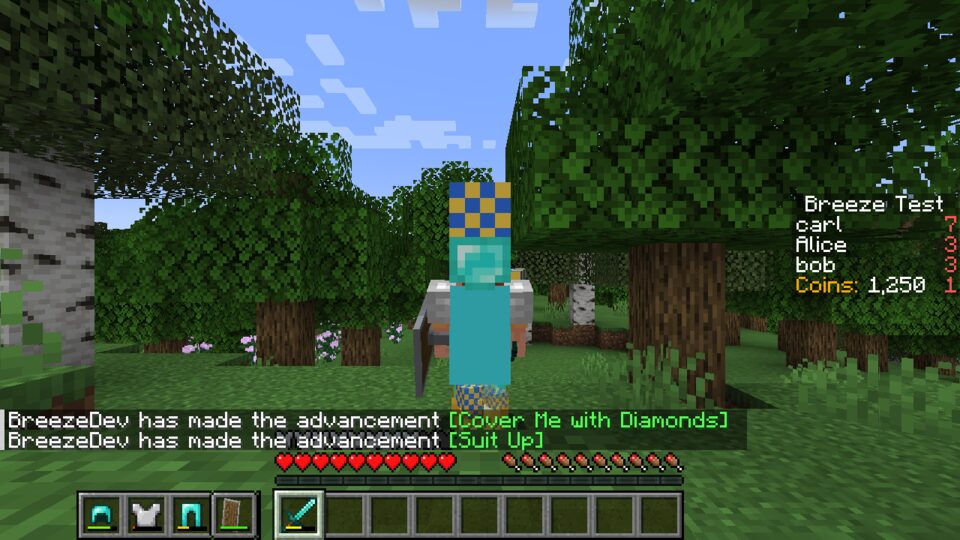 Breeze Test
carl 7
Alice 3
bob 3
Coins: 1,250 1
BreezeDev has made the advancement [Cover Me with Diamonds]
BreezeDev has made the advancement [Suit Up]